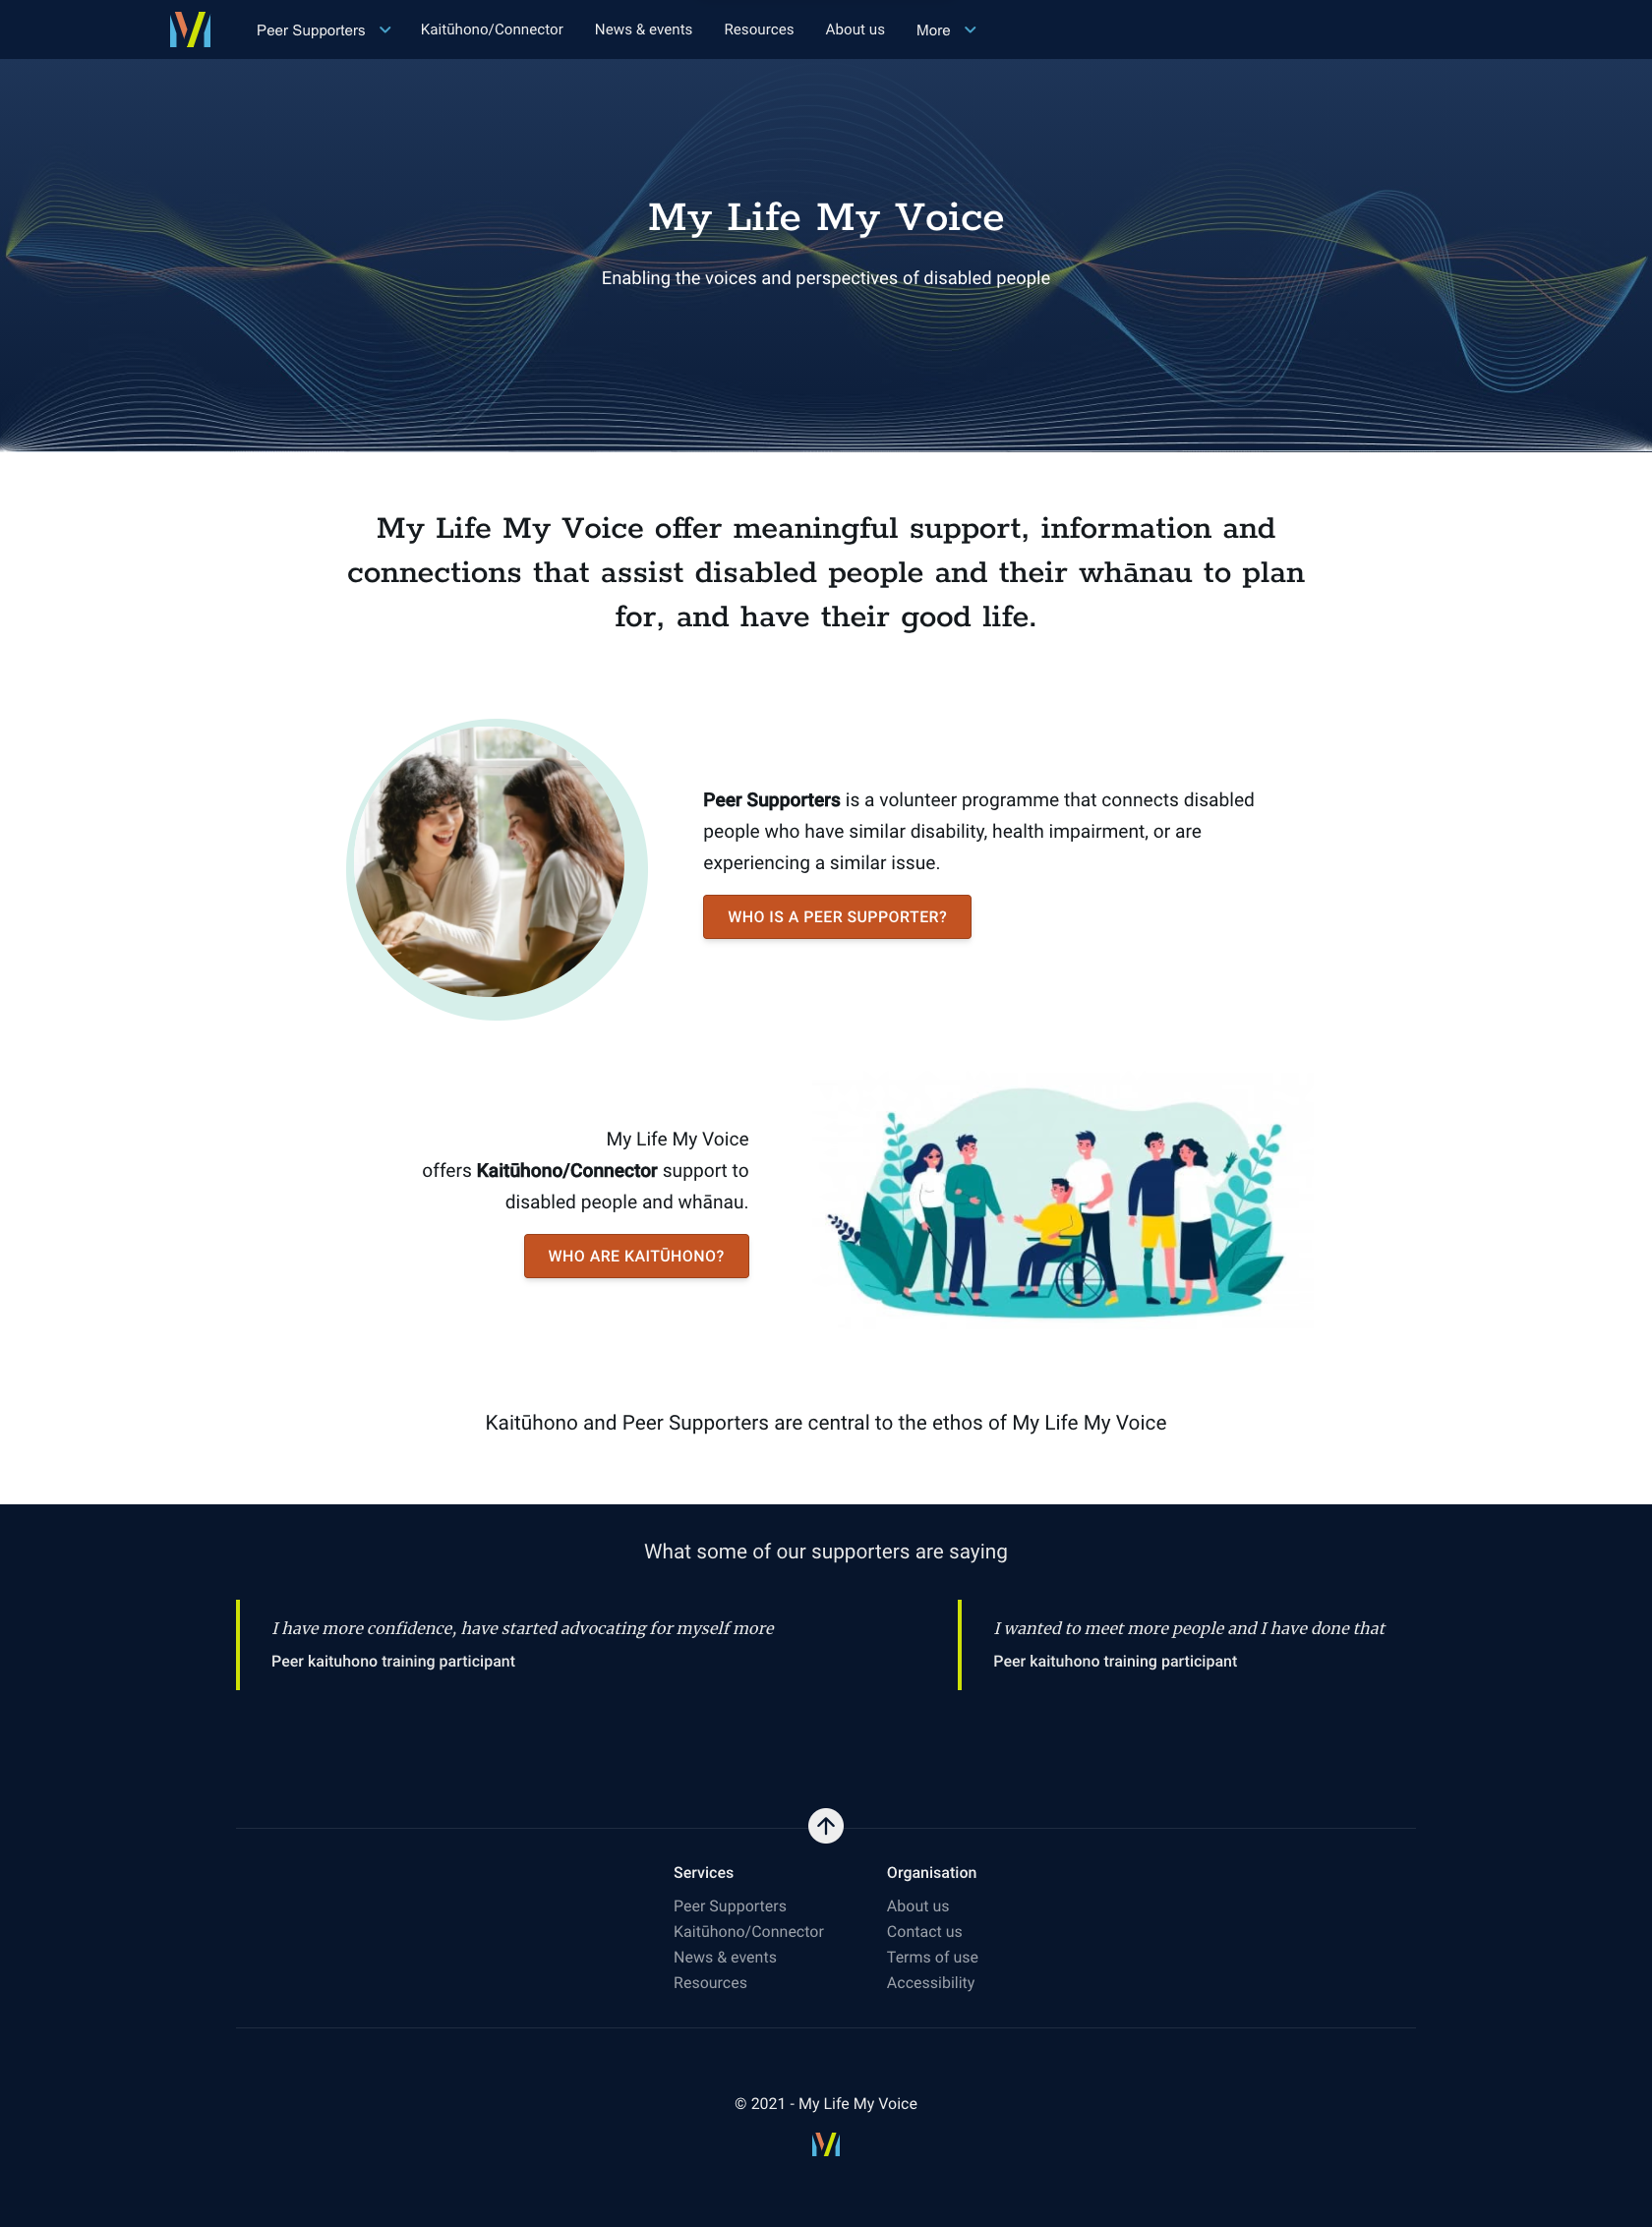 Peer Supporters
Kaitūhono/Connector
News & events
Resources
About us
More
My Life My Voice
Enabling the voices and perspectives of disabled people
My Life My Voice offer meaningful support, information and
connections that assist disabled people and their whānau to plan
for, and have their good life.
Peer Supporters is a volunteer programme that connects disabled
people who have similar disability, health impairment, or are
experiencing a similar issue.
WHO IS A PEER SUPPORTER?
My Life My Voice
offers Kaitūhono/Connector support to
disabled people and whānau.
WHO ARE KAITŪHONO?
Kaitūhono and Peer Supporters are central to the ethos of My Life My Voice
What some of our supporters are saying
I have more confidence, have started advocating for myself more
Peer kaituhono training participant
I wanted to meet more people and I have done that
Peer kaituhono training participant
Services
Peer Supporters
Kaitūhono/Connector
News & events
Resources
Organisation
About us
Contact us
Terms of use
Accessibility
© 2021 - My Life My Voice